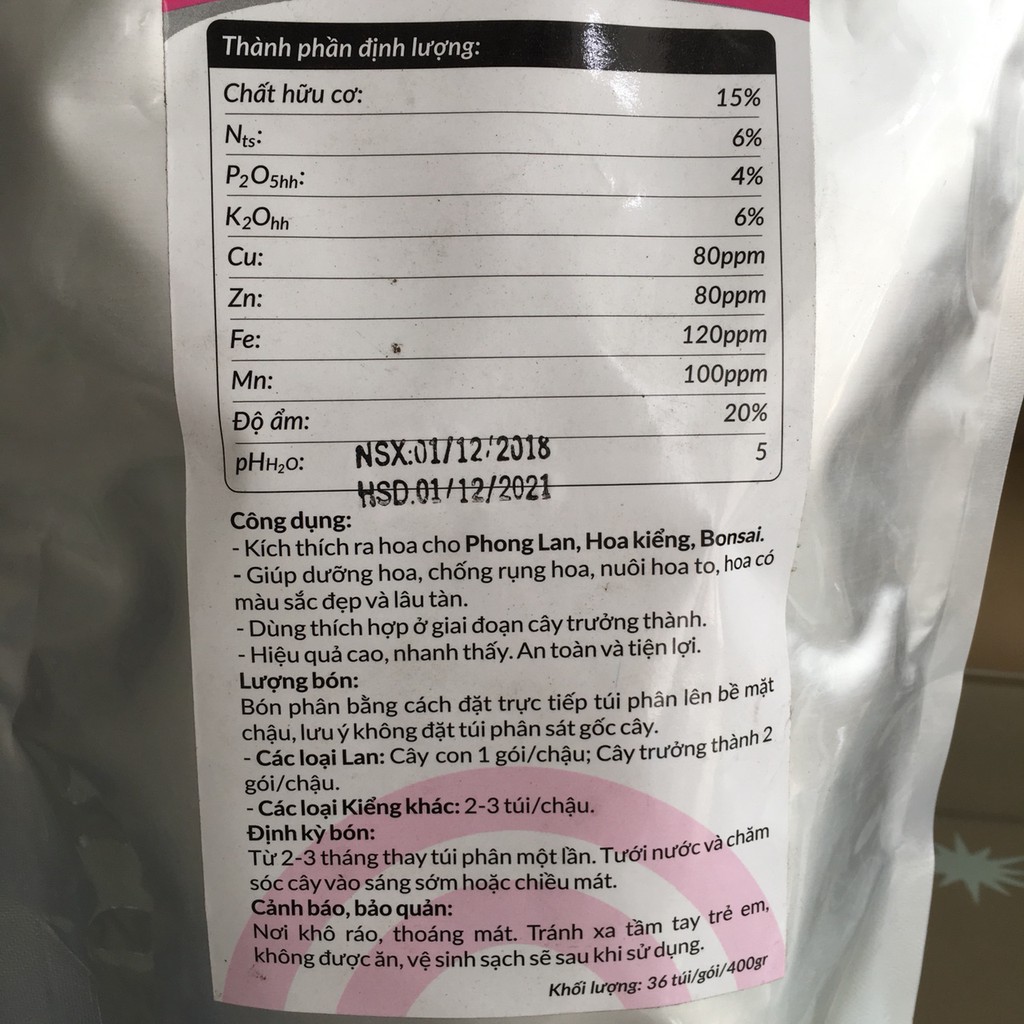 Thành phần định lượng:
Chất hữu cơ: 15%
Nts: 6%
P₂O₅hh: 4%
K₂Ohh 6%
Cu: 80ppm
Zn: 80ppm
Fe: 120ppm
Mn: 100ppm
Độ ẩm: 20%
pHH₂O: 5
NSX:01/12/2018
HSD.01/12/2021
Công dụng:
- Kích thích ra hoa cho Phong Lan, Hoa kiểng, Bonsai.
- Giúp dưỡng hoa, chống rụng hoa, nuôi hoa to, hoa có
màu sắc đẹp và lâu tàn.
- Dùng thích hợp ở giai đoạn cây trưởng thành.
- Hiệu quả cao, nhanh thấy. An toàn và tiện lợi.
Lượng bón:
Bón phân bằng cách đặt trực tiếp túi phân lên bề mặt
chậu, lưu ý không đặt túi phân sát gốc cây.
- Các loại Lan: Cây con 1 gói/chậu; Cây trưởng thành 2
gói/chậu.
- Các loại Kiểng khác: 2-3 túi/chậu.
Định kỳ bón:
Từ 2-3 tháng thay túi phân một lần. Tưới nước và chăm
sóc cây vào sáng sớm hoặc chiều mát.
Cảnh báo, bảo quản:
Nơi khô ráo, thoáng mát. Tránh xa tầm tay trẻ em,
không được ăn, vệ sinh sạch sẽ sau khi sử dụng.
Khối lượng: 36 túi/gói/400gr